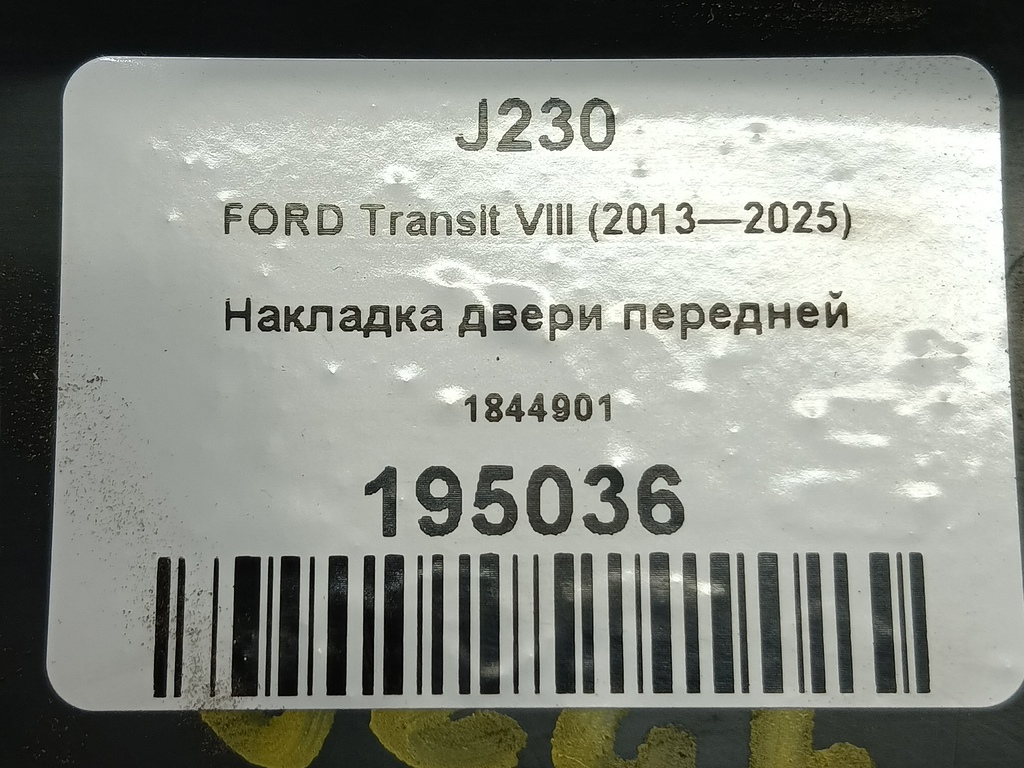 J230
FORD Transit VIII (2013—2025)
Накладка двери передней
1844901
195036